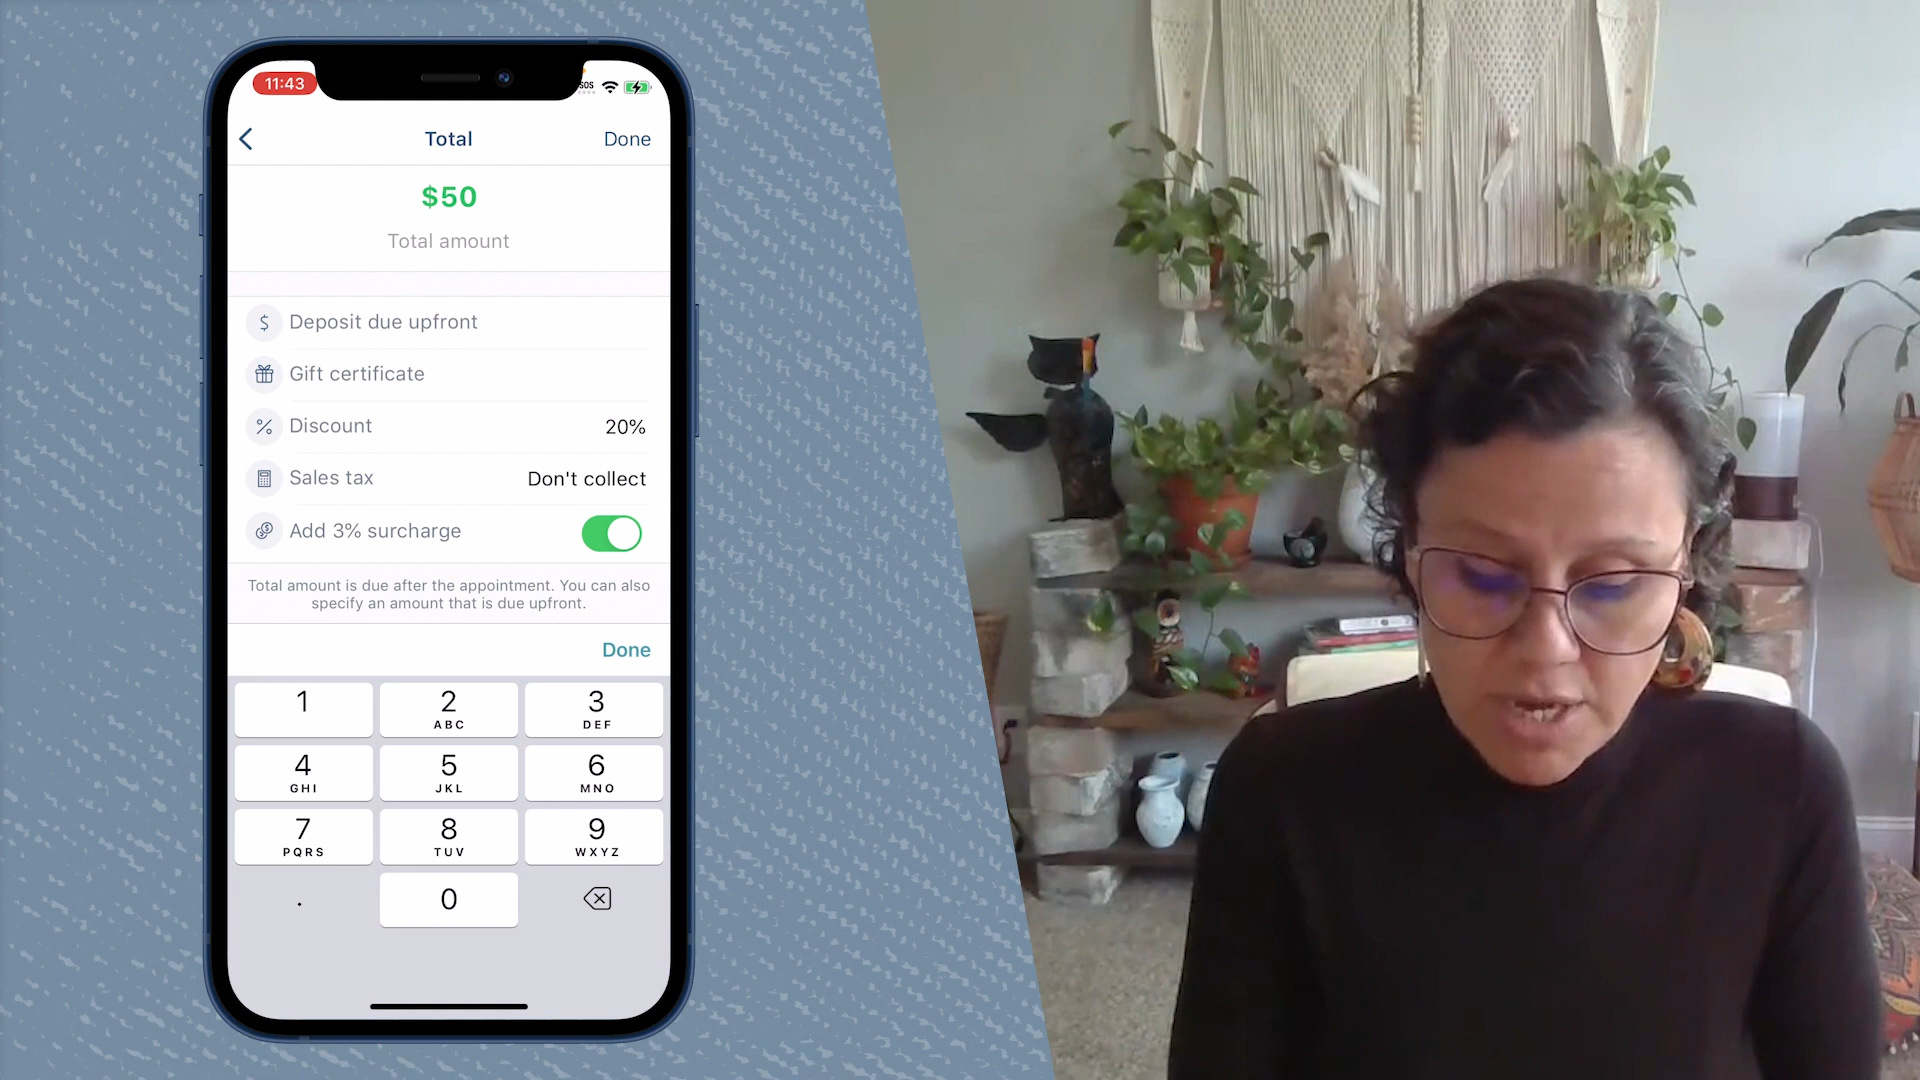 11:43
SOS
Total
Done
$50
Total amount
Deposit due upfront
Gift certificate
Discount
20%
Sales tax
Don't collect
Add 3% surcharge
Total amount is due after the appointment. You can also
specify an amount that is due upfront.
Done
1
2
ABC
3
DEF
4
GHI
5
JKL
6
MNO
7
PQRS
8
TUV
9
WXYZ
.
0